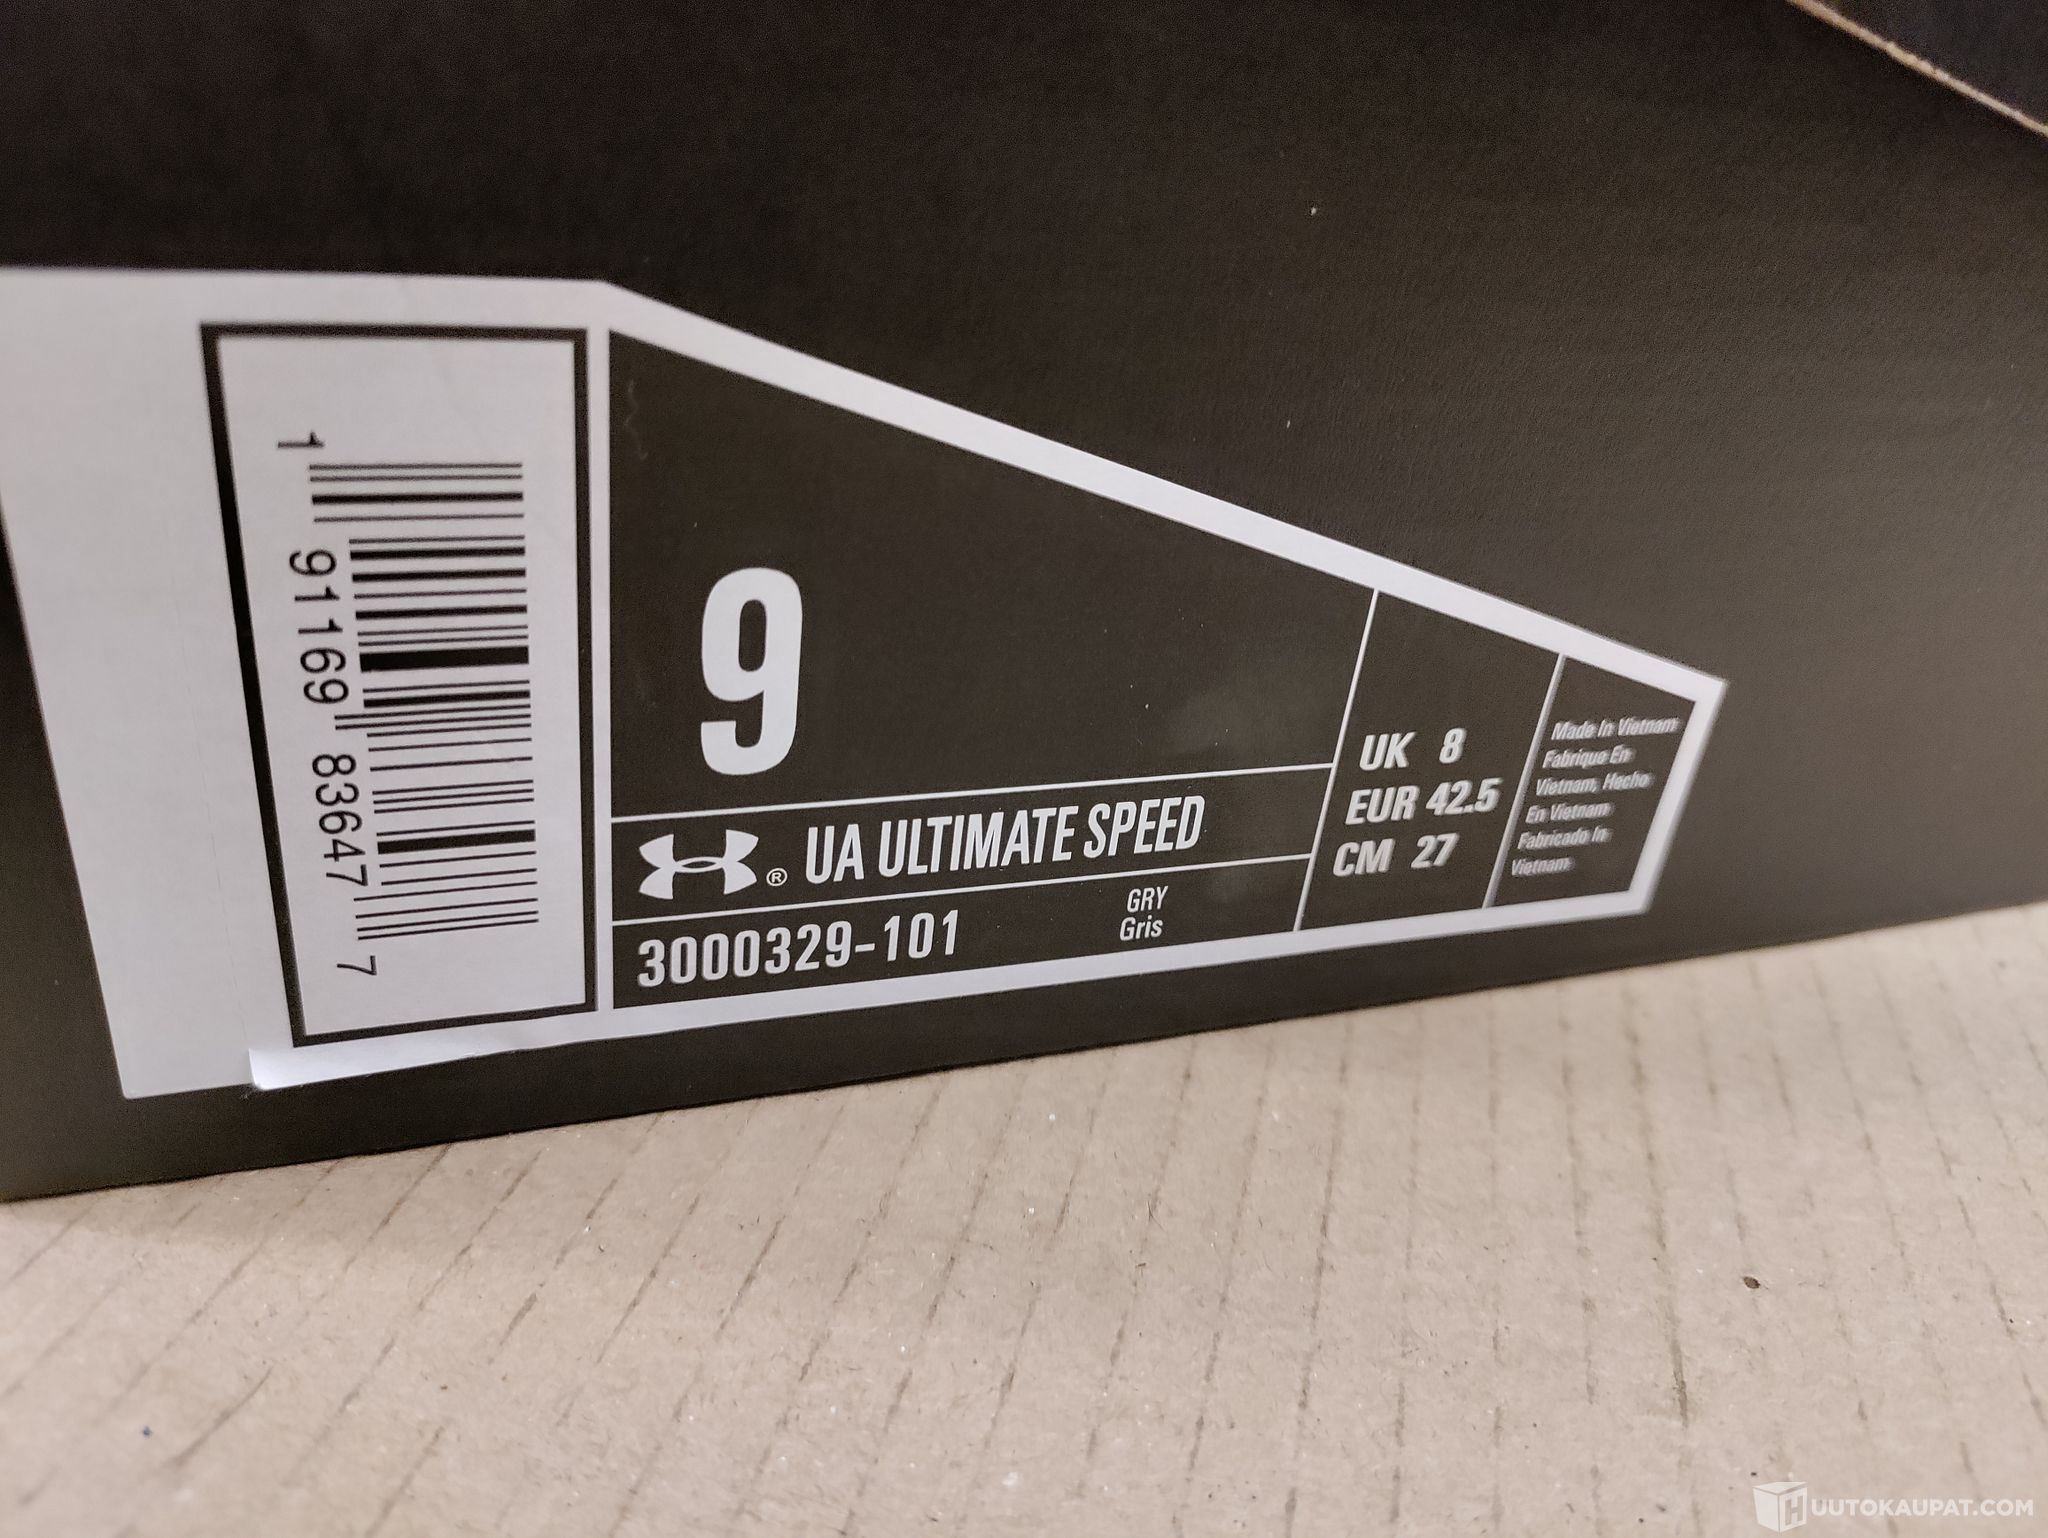 1 91169 83647 7
9
® UA ULTIMATE SPEED
3000329-101
GRY
Gris
UK 8
EUR 42.5
CM 27
Made In Vietnam
Fabrique En
Vietnam, Hecho
En Vietnam
Fabricado In
Vietnam
HUUTOKAUPAT.COM